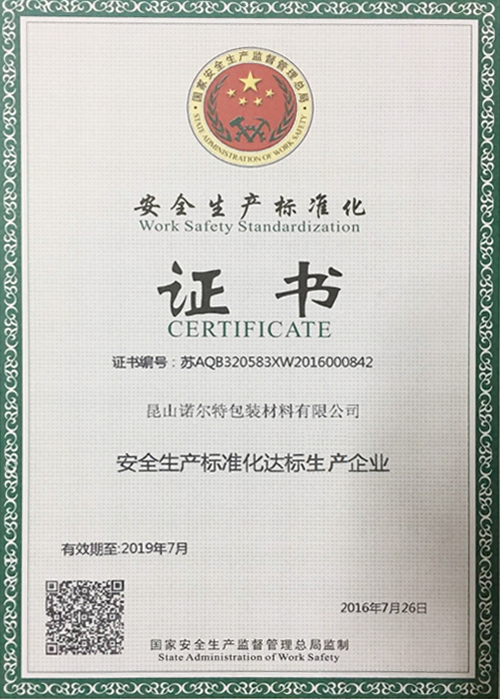 国家安全生产监督管理总局
STATE ADMINISTRATION OF WORK SAFETY
安全生产标准化
Work Safety Standardization
证书
CERTIFICATE
证书编号：苏AQB320583XW2016000842
昆山诺尔特包装材料有限公司
安全生产标准化达标生产企业
有效期至:2019年7月
2016年7月26日
国家安全生产监督管理总局监制
State Administration of Work Safety